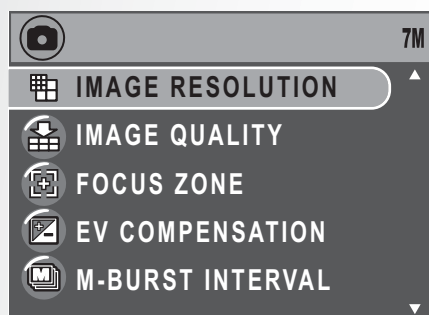 7M
IMAGE RESOLUTION
IMAGE QUALITY
FOCUS ZONE
EV COMPENSATION
M-BURST INTERVAL